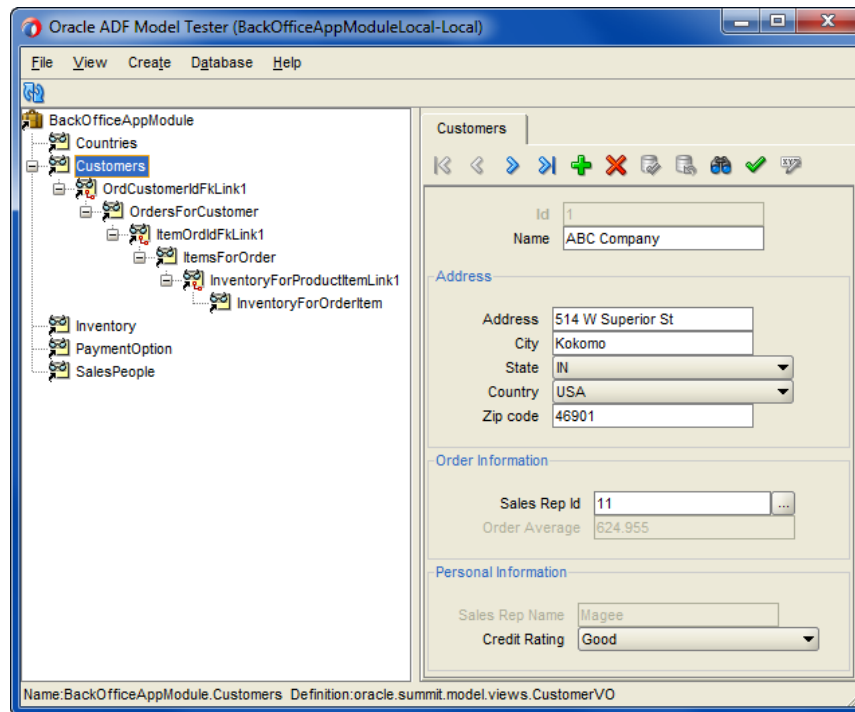 Oracle ADF Model Tester (BackOfficeAppModuleLocal-Local)
File View Create Database Help
BackOfficeAppModule
Countries
Customers
OrdCustomerIdFkLink1
OrdersForCustomer
ItemOrdIdFkLink1
ItemsForOrder
InventoryForProductItemLink1
InventoryForOrderItem
Inventory
PaymentOption
SalesPeople
Customers
xyz
Id 1
Name ABC Company
Address
Address 514 W Superior St
City Kokomo
State IN
Country USA
Zip code 46901
Order Information
Sales Rep Id 11 ...
Order Average 624.955
Personal Information
Sales Rep Name Magee
Credit Rating Good
Name:BackOfficeAppModule.Customers Definition:oracle.summit.model.views.CustomerVO